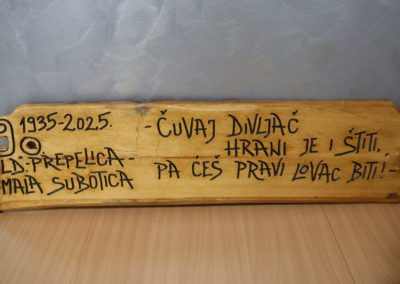 1935-2025.
LD. "PREPELICA"-
MALA SUBOTICA
-ČUVAJ DIVLJAČ
HRANI JE I ŠTITI,
PA ĆEŠ PRAVI LOVAC BITI!-